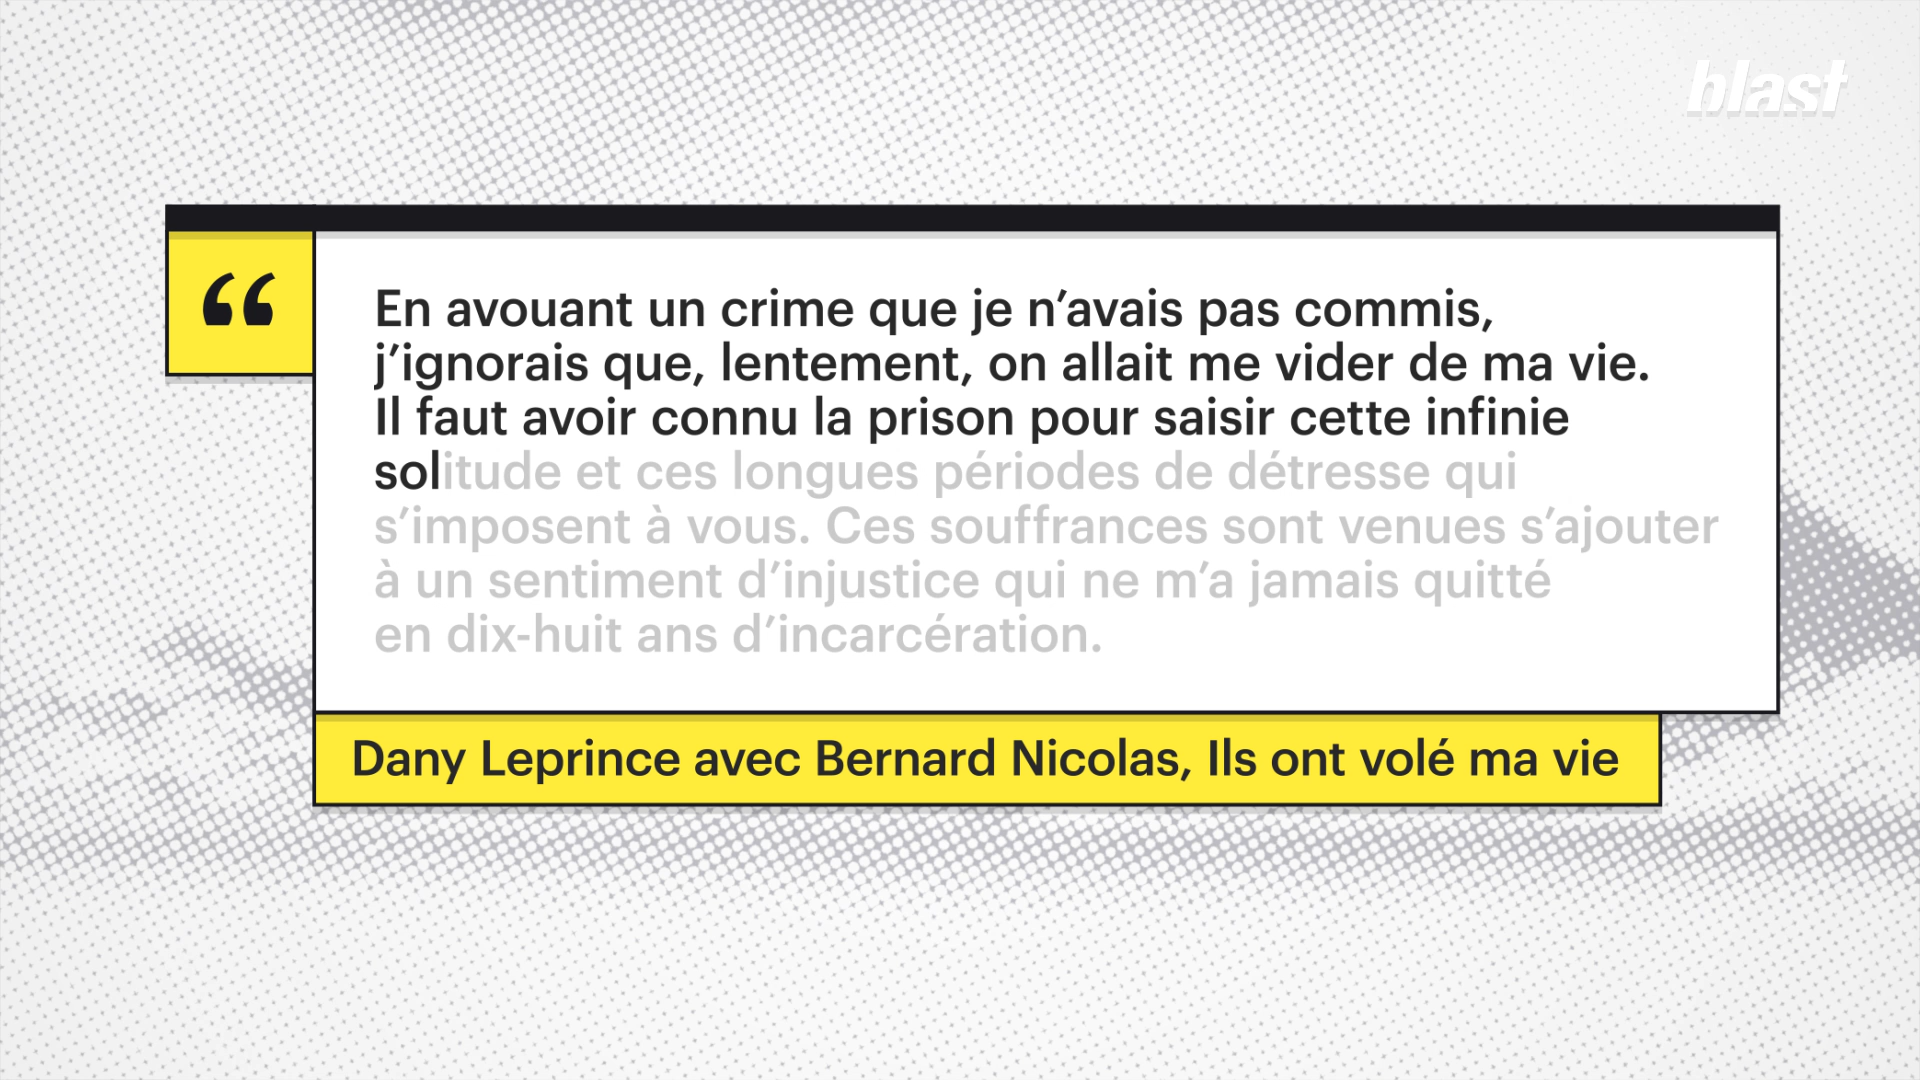 blast
“
En avouant un crime que je n’avais pas commis,
j’ignorais que, lentement, on allait me vider de ma vie.
Il faut avoir connu la prison pour saisir cette infinie
solitude et ces longues périodes de détresse qui
s’imposent à vous. Ces souffrances sont venues s’ajouter
à un sentiment d’injustice qui ne m’a jamais quitté
en dix-huit ans d’incarcération.
Dany Leprince avec Bernard Nicolas, Ils ont volé ma vie